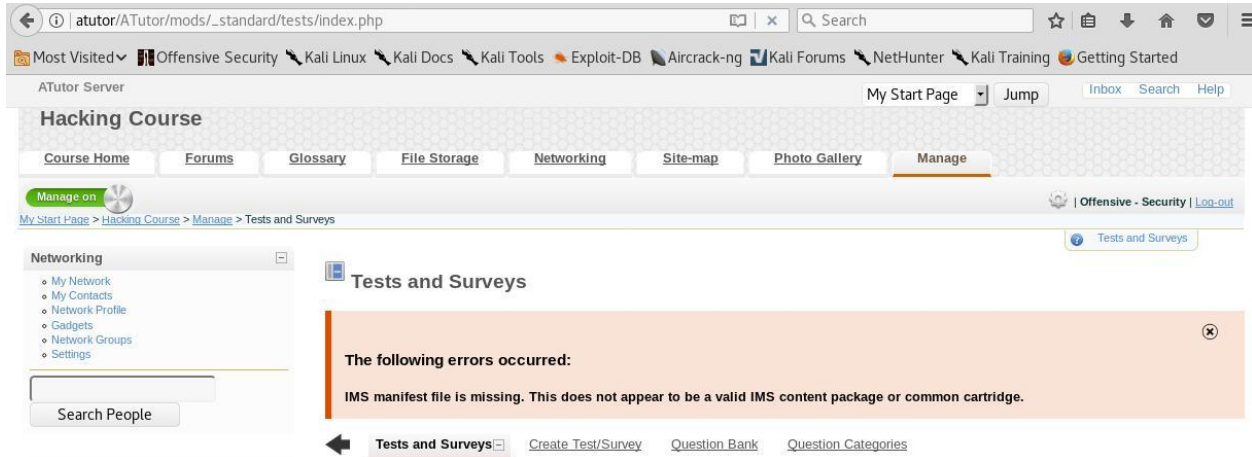 atutor/ATutor/mods/_standard/tests/index.php
Search
Most Visited Offensive Security Kali Linux Kali Docs Kali Tools Exploit-DB Aircrack-ng Kali Forums NetHunter Kali Training Getting Started
ATutor Server
My Start Page Jump Inbox Search Help
Hacking Course
Course Home Forums Glossary File Storage Networking Site-map Photo Gallery Manage
Manage on
| Offensive - Security | Log-out
My Start Page > Hacking Course > Manage > Tests and Surveys
Tests and Surveys
Networking
My Network
My Contacts
Network Profile
Gadgets
Network Groups
Settings
Search People
Tests and Surveys
The following errors occurred:
IMS manifest file is missing. This does not appear to be a valid IMS content package or common cartridge.
Tests and Surveys Create Test/Survey Question Bank Question Categories